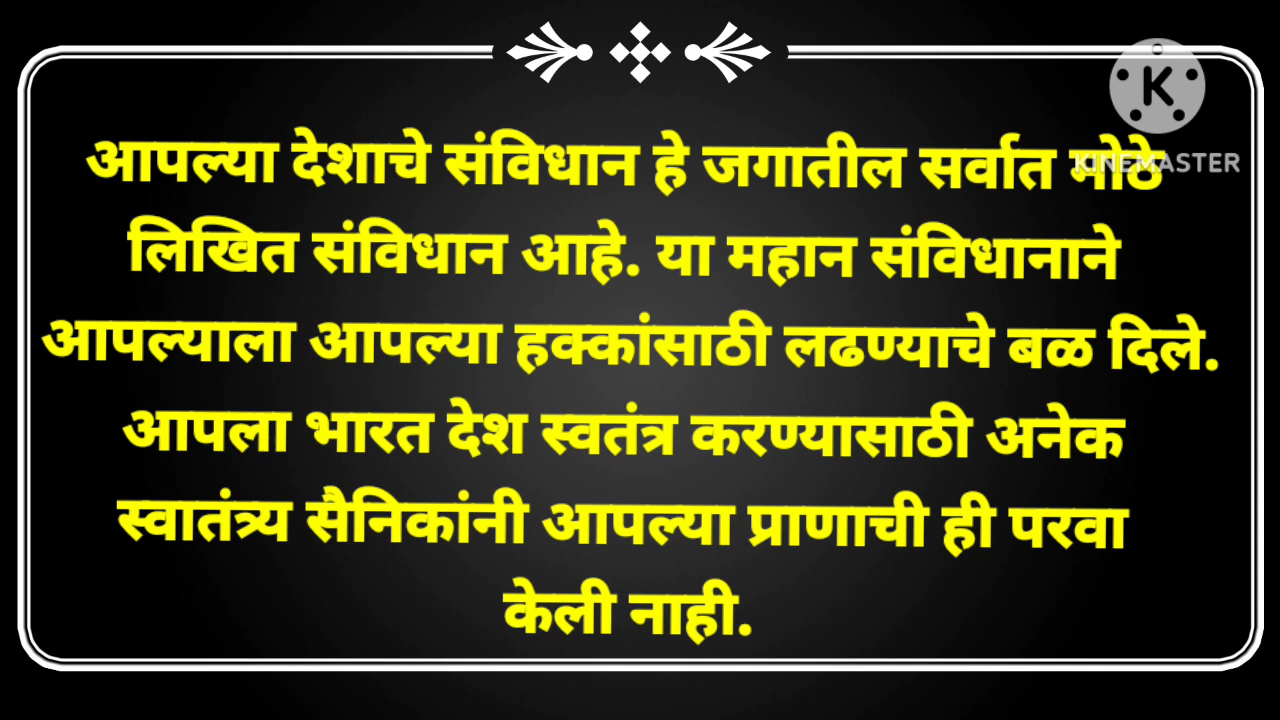 K
KINEMASTER
आपल्या देशाचे संविधान हे जगातील सर्वात मोठे
लिखित संविधान आहे. या महान संविधानाने
आपल्याला आपल्या हक्कांसाठी लढण्याचे बळ दिले.
आपला भारत देश स्वतंत्र करण्यासाठी अनेक
स्वातंत्र्य सैनिकांनी आपल्या प्राणाची ही परवा
केली नाही.